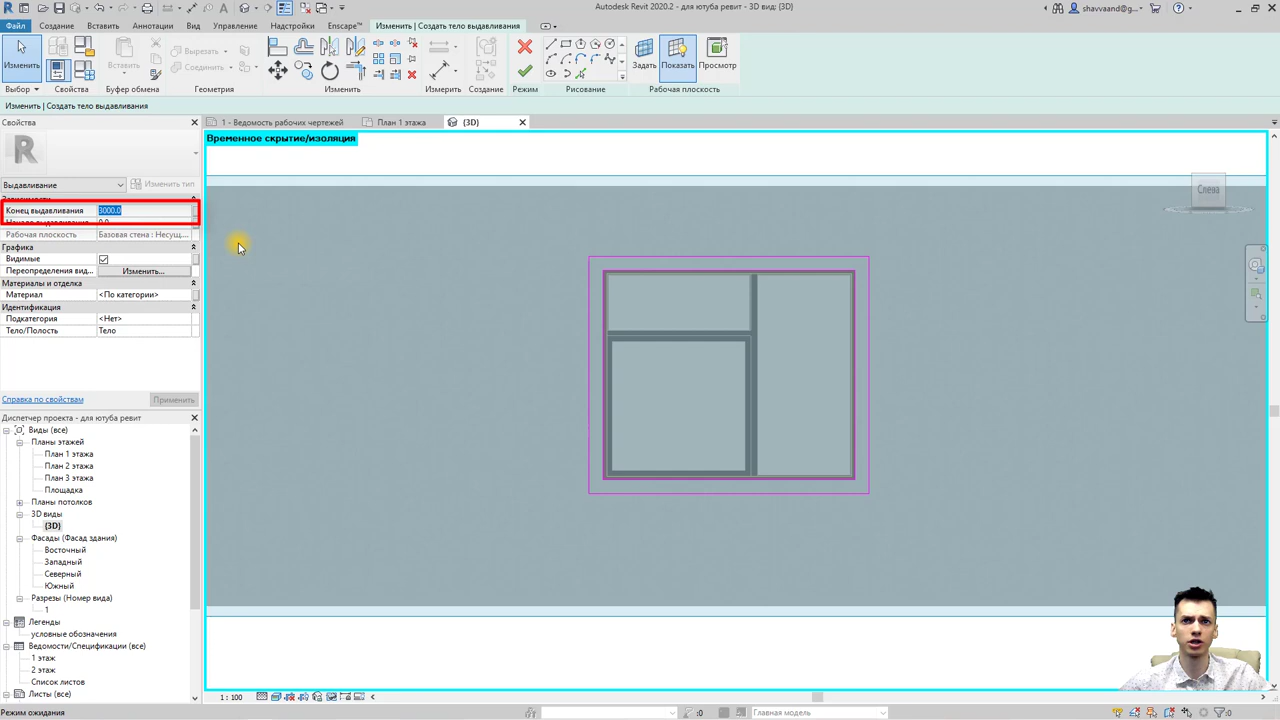 Autodesk Revit 2020.2 - для ютуба ревит - 3D вид: {3D}
shavvaand@g...
Файл Создание Вставить Аннотации Вид Управление Надстройки Enscape™ Изменить | Создать тело выдавливания
Изменить
Вставить
Вырезать
Соединить
Задать Показать Просмотр
Выбор Свойства Буфер обмена Геометрия Изменить Измерить Создание Режим Рисование Рабочая плоскость
Изменить | Создать тело выдавливания
Свойства
1 - Ведомость рабочих чертежей
План 1 этажа
{3D}
Временное скрытие/изоляция
Слева
Выдавливание
Изменить тип
Зависимости
Конец выдавливания 3000.0
Начало выдавливания 0.0
Рабочая плоскость Базовая стена : Несущ...
Графика
Видимые
Переопределения вид... Изменить...
Материалы и отделка
Материал <По категории>
Идентификация
Подкатегория <Нет>
Тело/Полость Тело
Справка по свойствам
Применить
Диспетчер проекта - для ютуба ревит
Виды (все)
Планы этажей
План 1 этажа
План 2 этажа
План 3 этажа
Площадка
Планы потолков
3D виды
{3D}
Фасады (Фасад здания)
Восточный
Западный
Северный
Южный
Разрезы (Номер вида)
1
Легенды
условные обозначения
Ведомости/Спецификации (все)
1 этаж
2 этаж
Список листов
Листы (все)
1 : 100
Режим ожидания
:0
Главная модель
:0